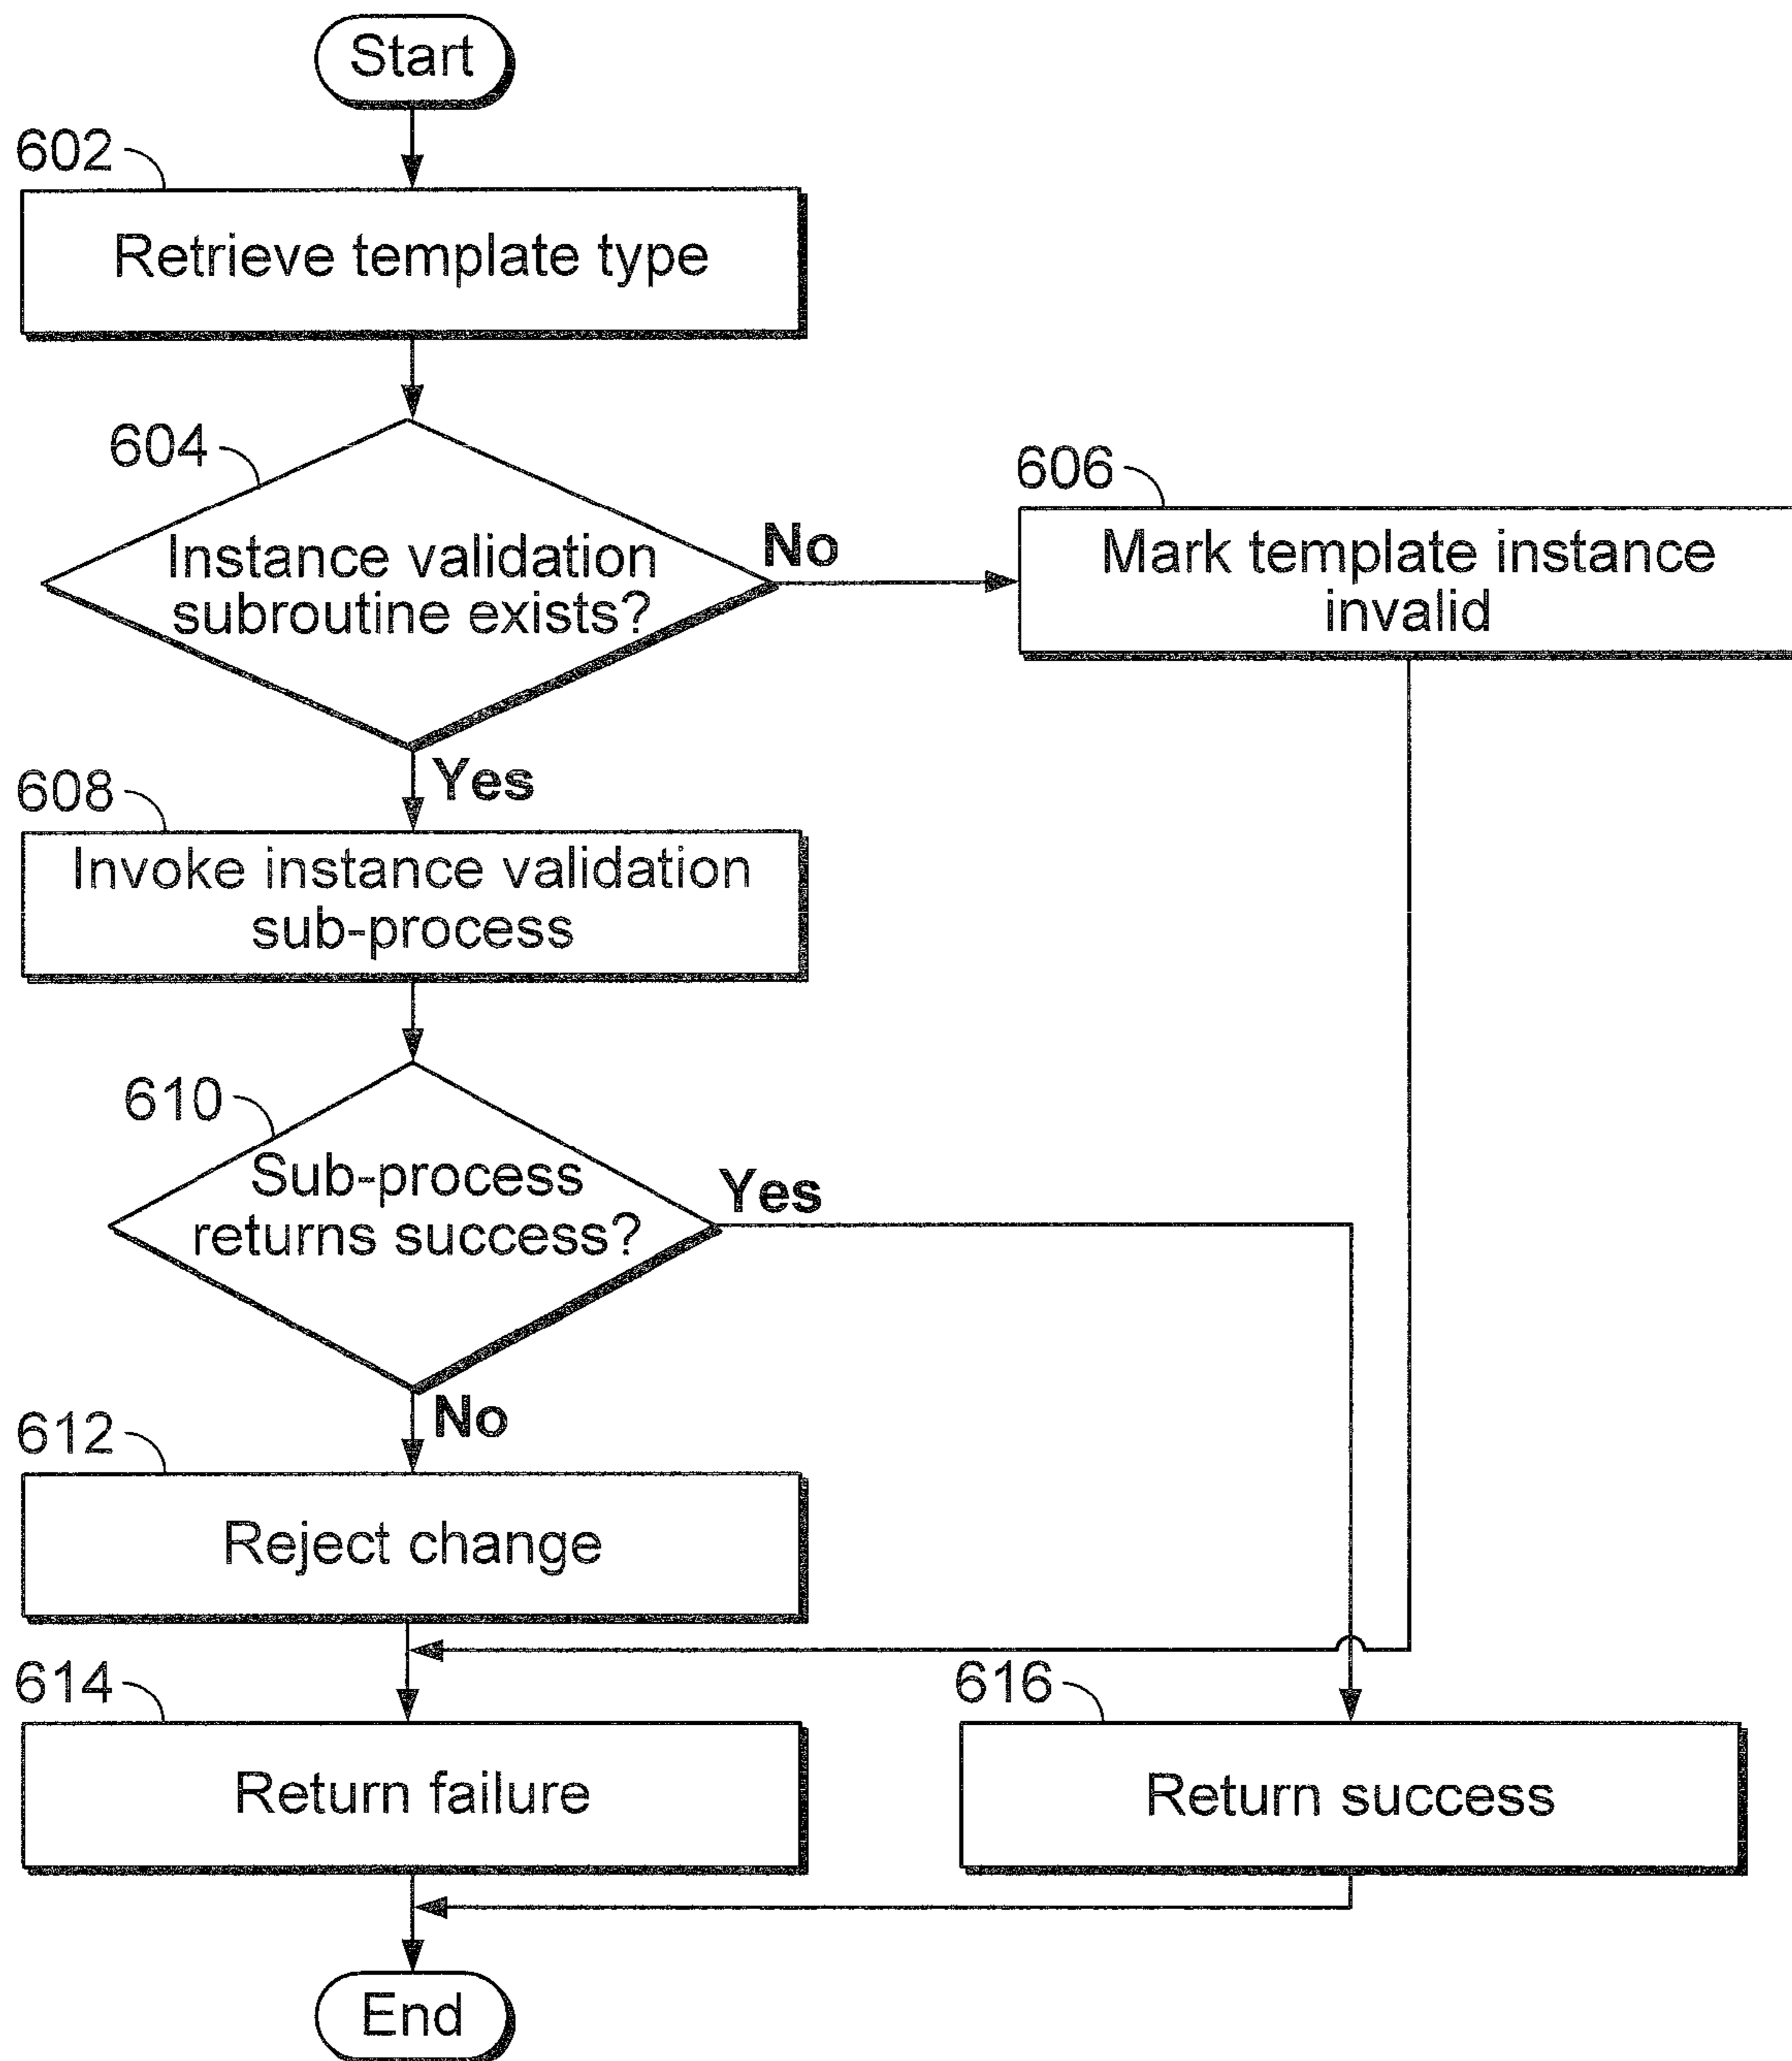 Start
602
Retrieve template type
604
Instance validation
subroutine exists?
No
606
Mark template instance
invalid
Yes
608
Invoke instance validation
sub-process
610
Sub-process
returns success?
Yes
No
612
Reject change
614
Return failure
616
Return success
End